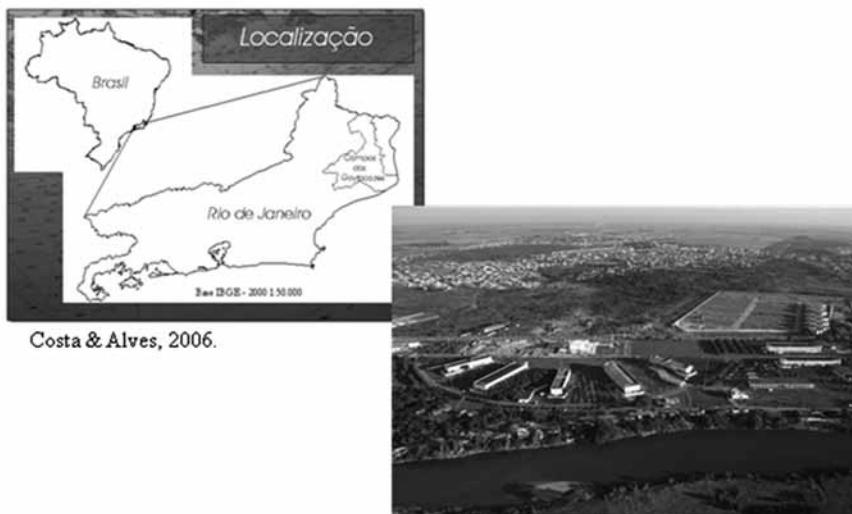 Localização
Brasil
Campos
dos
Goytacazes
Rio de Janeiro
Base IBGE - 2000 1:50.000
Costa & Alves, 2006.